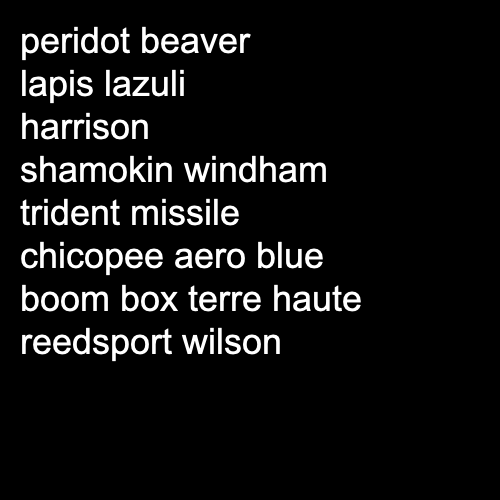 peridot beaver
lapis lazuli
harrison
shamokin windham
trident missile
chicopee aero blue
boom box terre haute
reedsport wilson